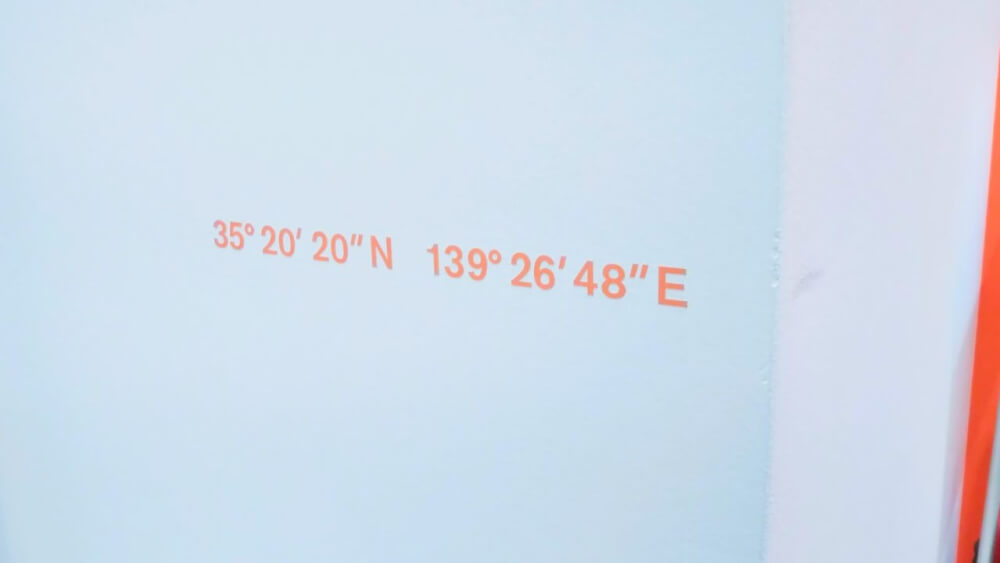 35° 20′ 20″ N 139° 26′ 48″ E